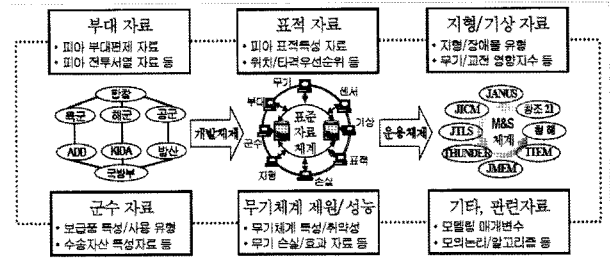 부대 자료
• 피아 부대편제 자료
• 피아 전투서열 자료 등
표적 자료
• 피아 표적특성 자료
• 위치/타격우선순위 등
지형/기상 자료
• 지형/장애물 유형
• 무기/교전 영향지수 등
합참
육군
해군
공군
ADD
KIDA
방산
국방부
개발체계
무기
센서
부대
기상
군수
표적
지형
손실
표준
자료
체계
운용체계
JANUS
JICM
창조 21
M&S
체계
JTLS
청해
THUNDER
ITEM
JMEM
군수 자료
• 보급품 특성/사용 유형
• 수송자산 특성자료 등
무기체계 제원/성능
• 무기체계 특성/취약성
• 무기 손실/효과 자료 등
기타, 관련자료
• 모델링 매개변수
• 모의논리/알고리즘 등